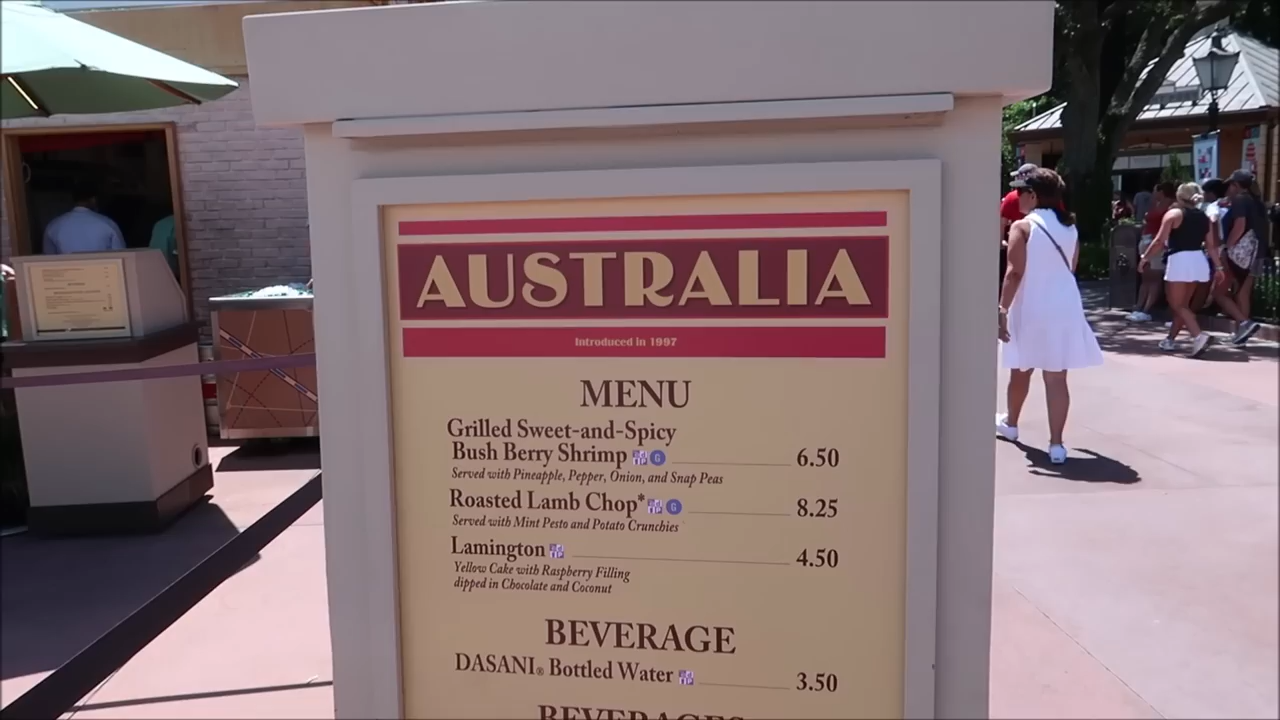 AUSTRALIA
Introduced in 1997
MENU
Grilled Sweet-and-Spicy
Bush Berry Shrimp G 6.50
Served with Pineapple, Pepper, Onion, and Snap Peas
Roasted Lamb Chop* G 8.25
Served with Mint Pesto and Potato Crunchies
Lamington 4.50
Yellow Cake with Raspberry Filling
dipped in Chocolate and Coconut
BEVERAGE
DASANI® Bottled Water 3.50
BEVERAGES